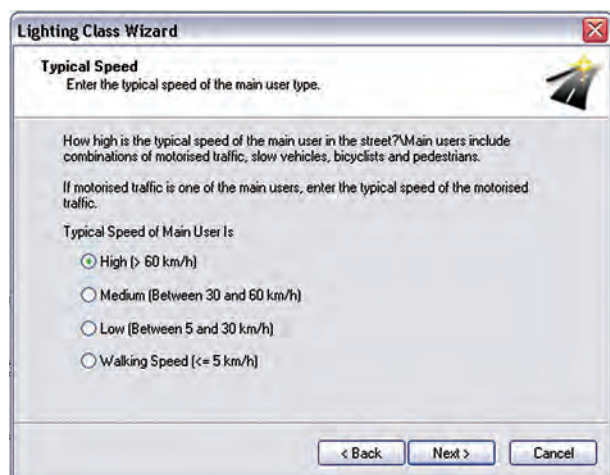 Lighting Class Wizard
Typical Speed
Enter the typical speed of the main user type.
How high is the typical speed of the main user in the street?\Main users include
combinations of motorised traffic, slow vehicles, bicyclists and pedestrians.
If motorised traffic is one of the main users, enter the typical speed of the motorised
traffic.
Typical Speed of Main User Is
High (> 60 km/h)
Medium (Between 30 and 60 km/h)
Low (Between 5 and 30 km/h)
Walking Speed (<= 5 km/h)
< Back Next > Cancel